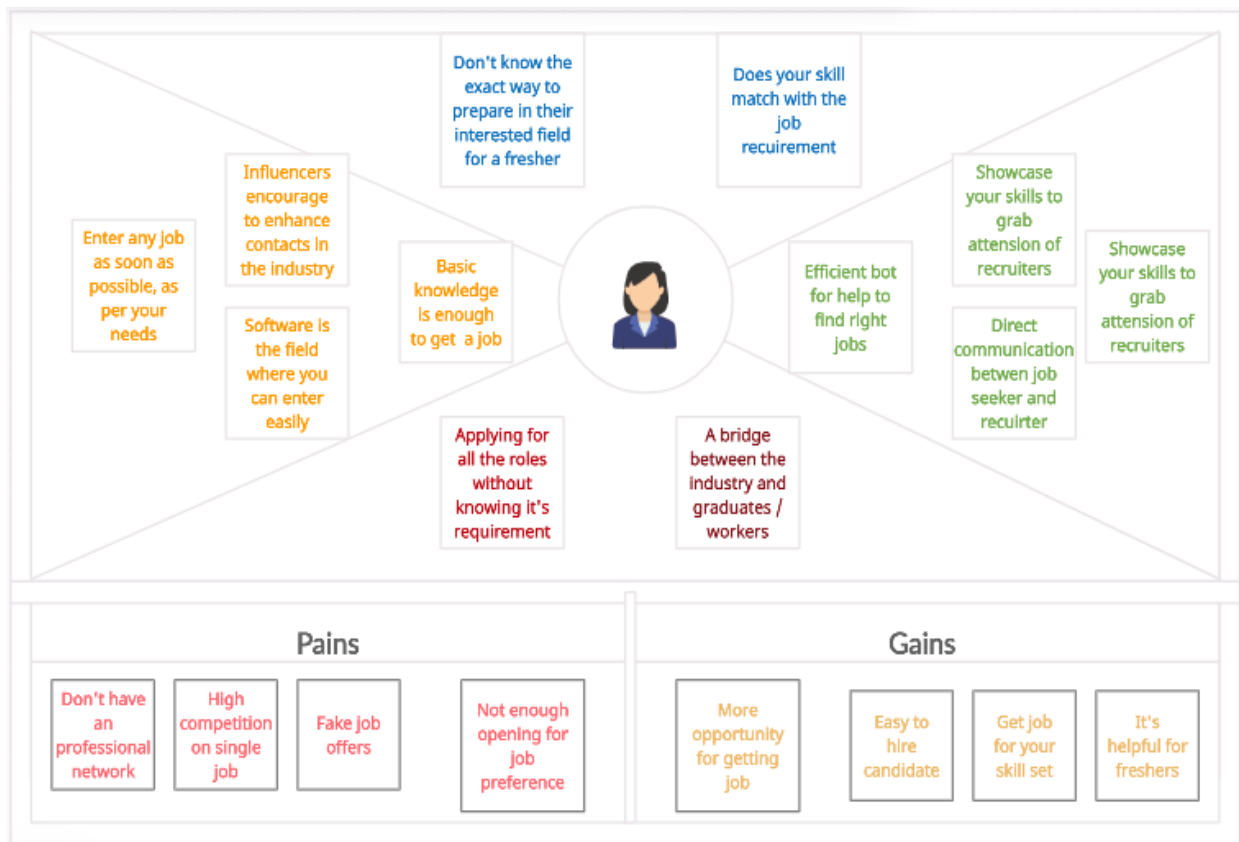 Don't know the
exact way to
prepare in their
interested field
for a fresher
Does your skill
match with the
job
recuirement
Influencers
encourage
to enhance
contacts in
the industry
Enter any job
as soon as
possible, as
per your
needs
Software is
the field
where you
can enter
easily
Basic
knowledge
is enough
to get a job
Efficient bot
for help to
find right
jobs
Showcase
your skills to
grab
attension of
recruiters
Direct
communication
betwen job
seeker and
recuirter
Showcase
your skills to
grab
attension of
recruiters
Applying for
all the roles
without
knowing it's
requirement
A bridge
between the
industry and
graduates /
workers
Pains
Don't have
an
professional
network
High
competition
on single
job
Fake job
offers
Not enough
opening for
job
preference
Gains
More
opportunity
for getting
job
Easy to
hire
candidate
Get job
for your
skill set
It's
helpful for
freshers